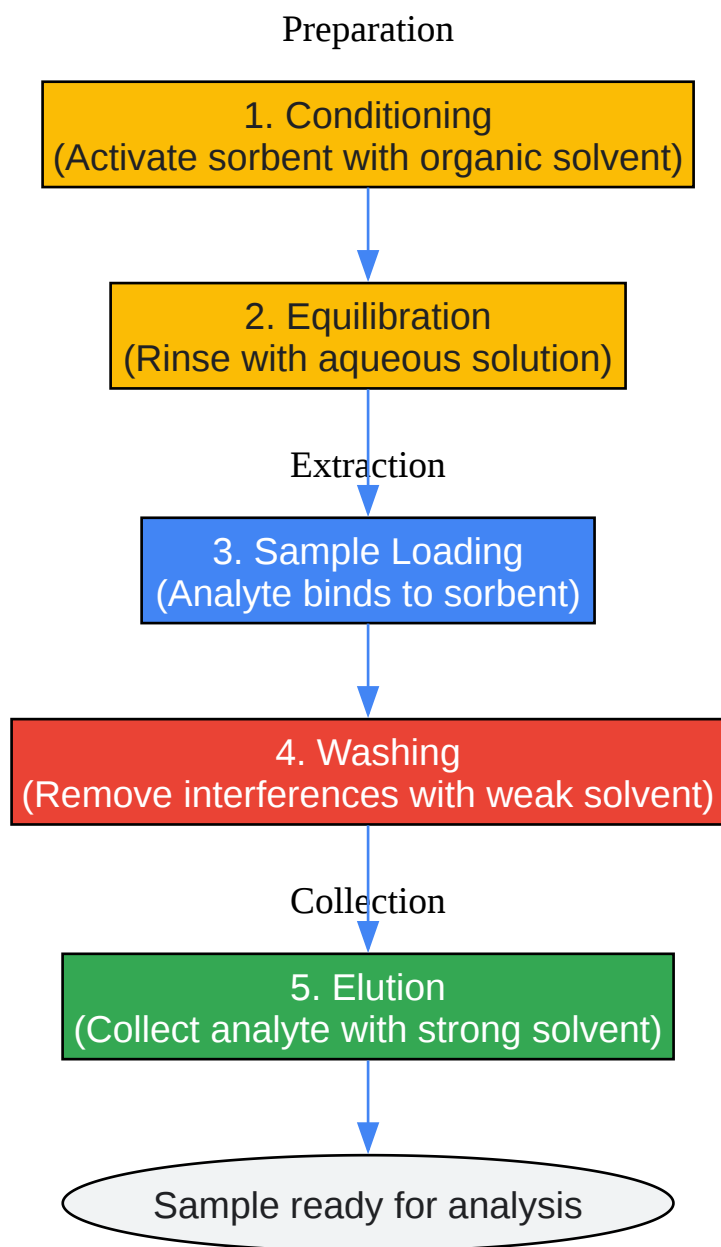 Preparation
1. Conditioning
(Activate sorbent with organic solvent)
2. Equilibration
(Rinse with aqueous solution)
Extraction
3. Sample Loading
(Analyte binds to sorbent)
4. Washing
(Remove interferences with weak solvent)
Collection
5. Elution
(Collect analyte with strong solvent)
Sample ready for analysis